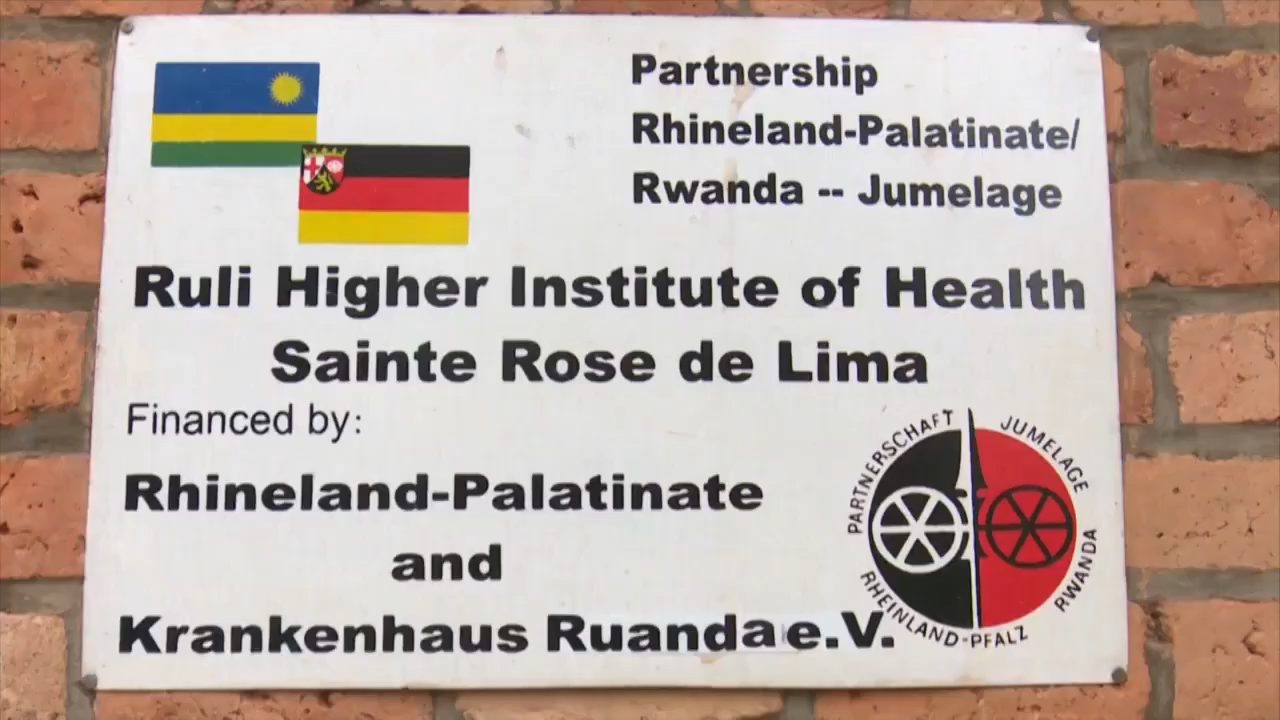 Partnership
Rhineland-Palatinate/
Rwanda -- Jumelage
Ruli Higher Institute of Health
Sainte Rose de Lima
Financed by:
Rhineland-Palatinate
and
Krankenhaus Ruanda e.V.
PARTNERSCHAFT
JUMELAGE
RHEINLAND-PFALZ
RWANDA